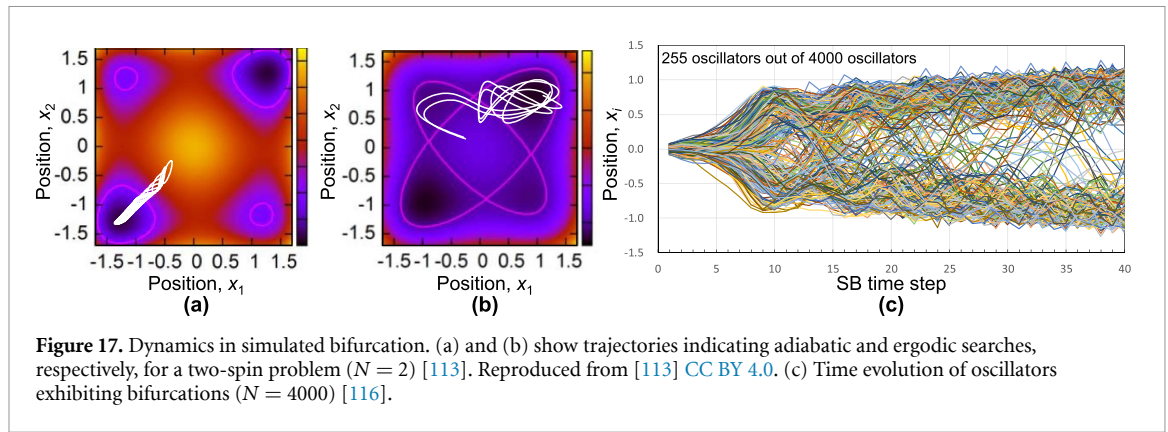 1.5
1
0.5
0
-0.5
-1
-1.5
Position, x2
-1.5 -1 -0.5 0 0.5 1 1.5
Position, x1
(a)
1.5
1
0.5
0
-0.5
-1
-1.5
Position, x2
-1.5 -1 -0.5 0 0.5 1 1.5
Position, x1
(b)
255 oscillators out of 4000 oscillators
1.5
1.0
0.5
0.0
-0.5
-1.0
-1.5
Position, xi
0 5 10 15 20 25 30 35 40
SB time step
(c)
Figure 17. Dynamics in simulated bifurcation. (a) and (b) show trajectories indicating adiabatic and ergodic searches,
respectively, for a two-spin problem (N = 2) [113]. Reproduced from [113] CC BY 4.0. (c) Time evolution of oscillators
exhibiting bifurcations (N = 4000) [116].